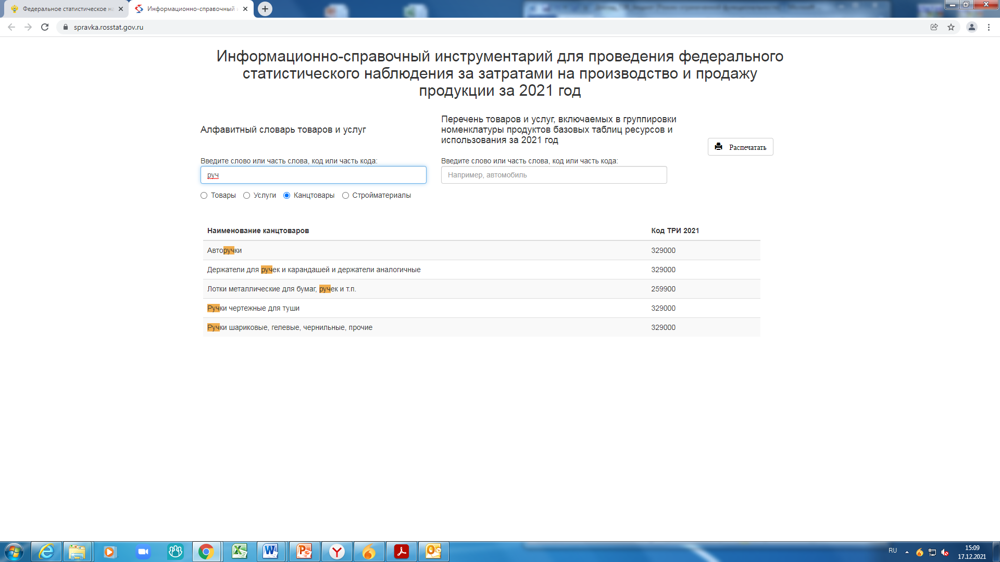 Федеральное статистическое на
Информационно-справочный
spravka.rosstat.gov.ru
Информационно-справочный инструментарий для проведения федерального
статистического наблюдения за затратами на производство и продажу
продукции за 2021 год
Алфавитный словарь товаров и услуг
Перечень товаров и услуг, включаемых в группировки
номенклатуры продуктов базовых таблиц ресурсов и
использования за 2021 год
Распечатать
Введите слово или часть слова, код или часть кода:
Введите слово или часть слова, код или часть кода:
руч
Например, автомобиль
Товары Услуги Канцтовары Стройматериалы
Наименование канцтоваров Код ТРИ 2021
Авторучки 329000
Держатели для ручек и карандашей и держатели аналогичные 329000
Лотки металлические для бумаг, ручек и т.п. 259900
Ручки чертежные для туши 329000
Ручки шариковые, гелевые, чернильные, прочие 329000
RU
15:09
17.12.2021